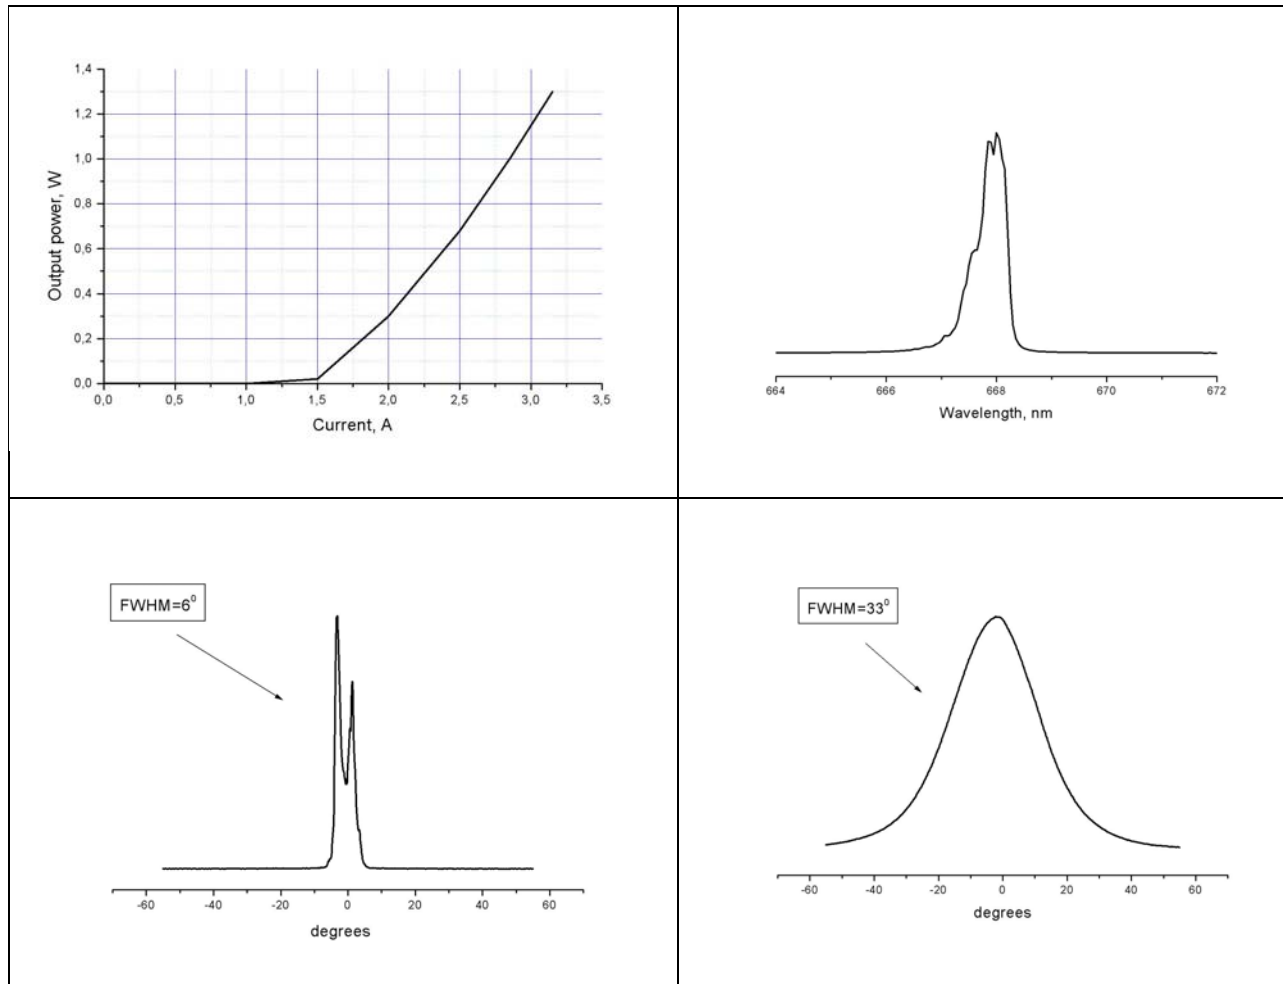 1,4
1,2
1,0
0,8
0,6
0,4
0,2
0,0
Output power, W
0,0 0,5 1,0 1,5 2,0 2,5 3,0 3,5
Current, A
664 666 668 670 672
Wavelength, nm
FWHM=6⁰
-60 -40 -20 0 20 40 60
degrees
FWHM=33⁰
-60 -40 -20 0 20 40 60
degrees